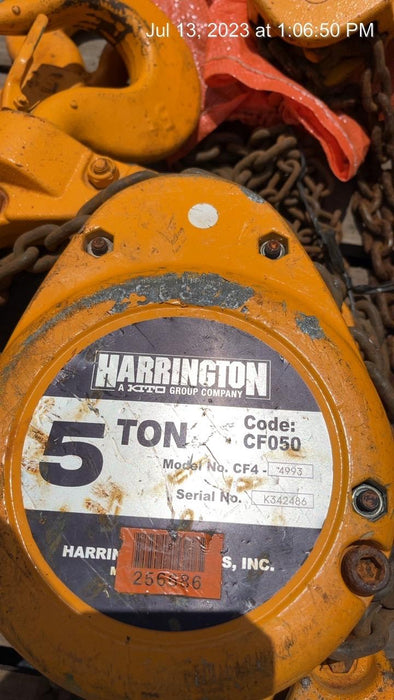 Jul 13, 2023 at 1:06:50 PM
HARRINGTON
A KITO GROUP COMPANY
5 TON
Code:
CF050
Model No. CF4 - 4993
Serial No. K342486
HARRIN S, INC.
M
256586